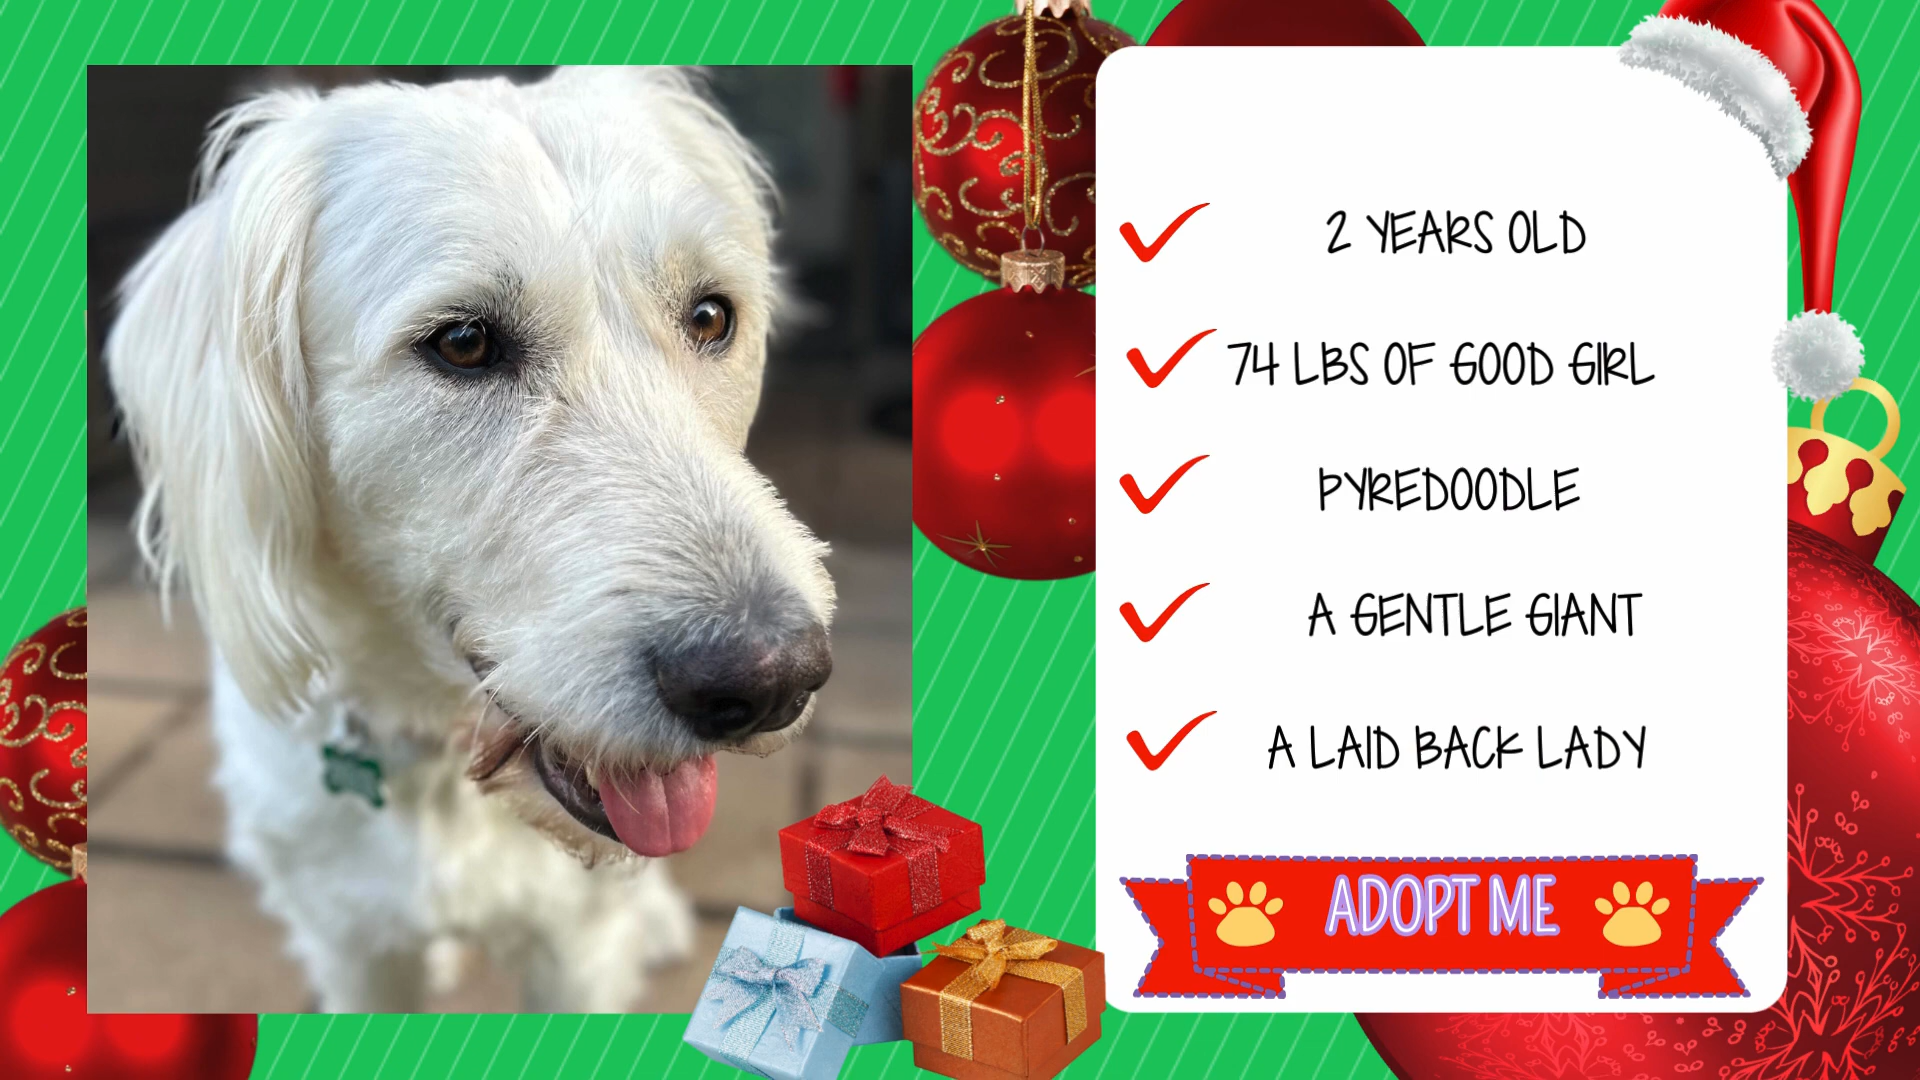 2 YEARS OLD
74 LBS OF GOOD GIRL
PYREDOODLE
A GENTLE GIANT
A LAID BACK LADY
ADOPT ME